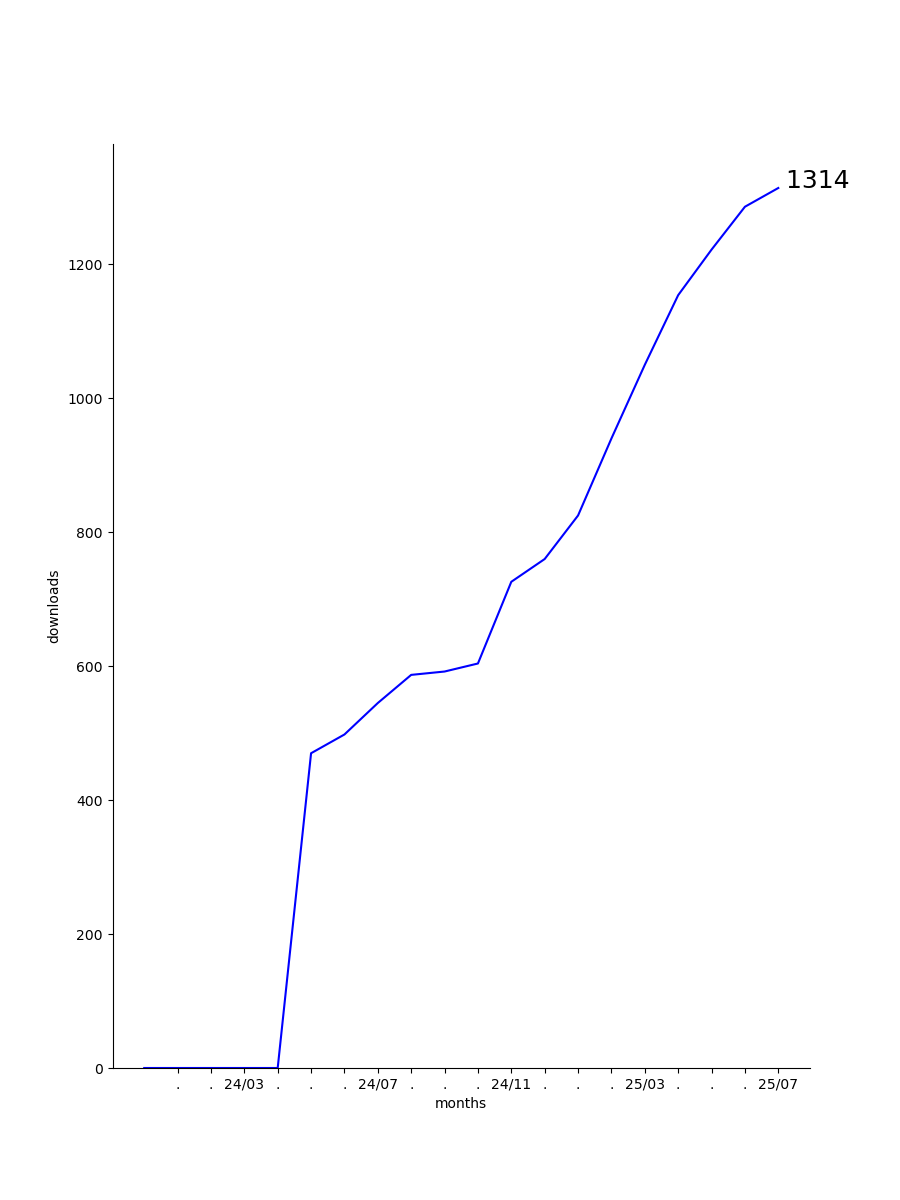 1314
1200
1000
800
600
400
200
0
downloads
. . 24/03 . . . 24/07 . . . 24/11 . . . 25/03 . . . 25/07
months